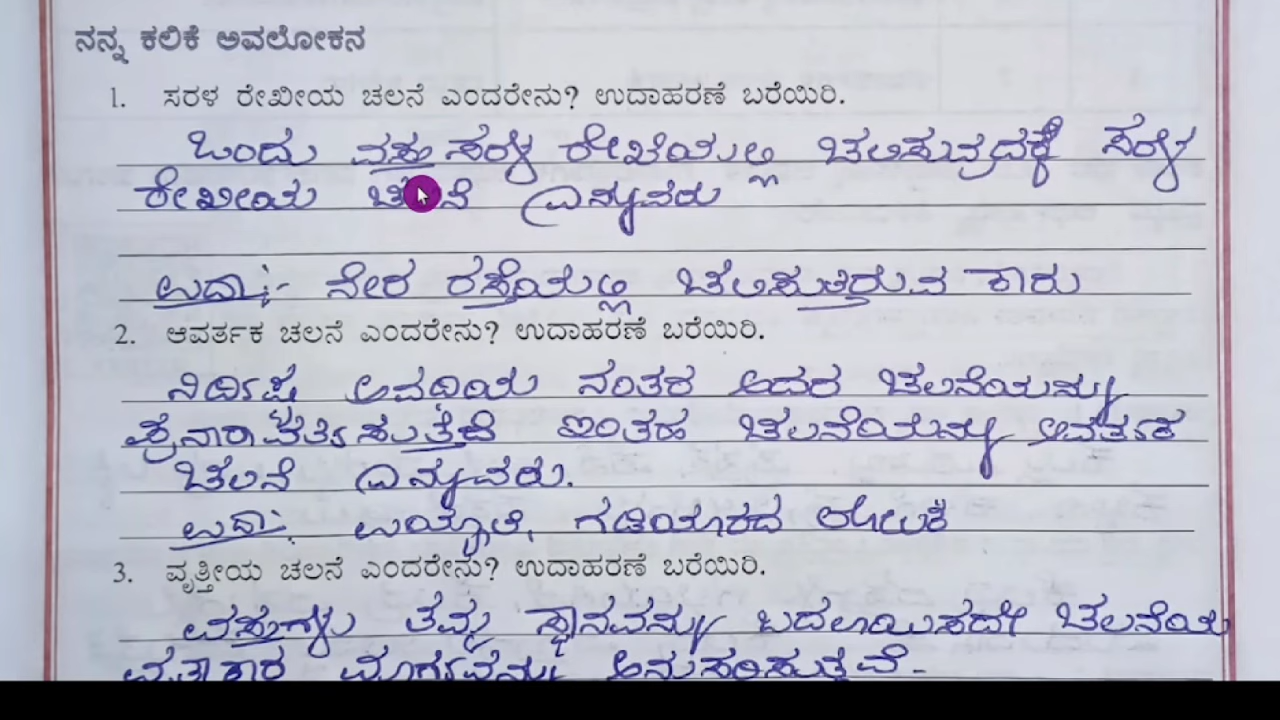 ನನ್ನ ಕಲಿಕೆ ಅವಲೋಕನ
1. ಸರಳ ರೇಖೀಯ ಚಲನೆ ಎಂದರೇನು? ಉದಾಹರಣೆ ಬರೆಯಿರಿ.
ಒಂದು ವಸ್ತು ಸರಳ ರೇಖೆಯಲ್ಲಿ ಚಲಿಸುವುದಕ್ಕೆ ಸರಳ
ರೇಖೀಯ ಚಲನೆ ಎನ್ನುವರು
ಉದಾ:- ನೇರ ರಸ್ತೆಯಲ್ಲಿ ಚಲಿಸುತ್ತಿರುವ ಕಾರು
2. ಆವರ್ತಕ ಚಲನೆ ಎಂದರೇನು? ಉದಾಹರಣೆ ಬರೆಯಿರಿ.
ನಿರ್ದಿಷ್ಟ ಅವಧಿಯ ನಂತರ ಅದರ ಚಲನೆಯನ್ನು
ಪುನರಾವರ್ತಿಸುತ್ತದೆ ಇಂತಹ ಚಲನೆಯನ್ನು ಆವರ್ತಕ
ಚಲನೆ ಎನ್ನುವರು.
ಉದಾ:- ಉಯ್ಯಾಲೆ, ಗಡಿಯಾರದ ಲೋಲಕ
3. ವೃತ್ತೀಯ ಚಲನೆ ಎಂದರೇನು? ಉದಾಹರಣೆ ಬರೆಯಿರಿ.
ವಸ್ತುಗಳು ತಮ್ಮ ಸ್ಥಾನವನ್ನು ಬದಲಾಯಿಸದೇ ಚಲನೆಯ
ವೃತ್ತಾಕಾರ ಮಾರ್ಗವನ್ನು ಅನುಸರಿಸುತ್ತವೆ-